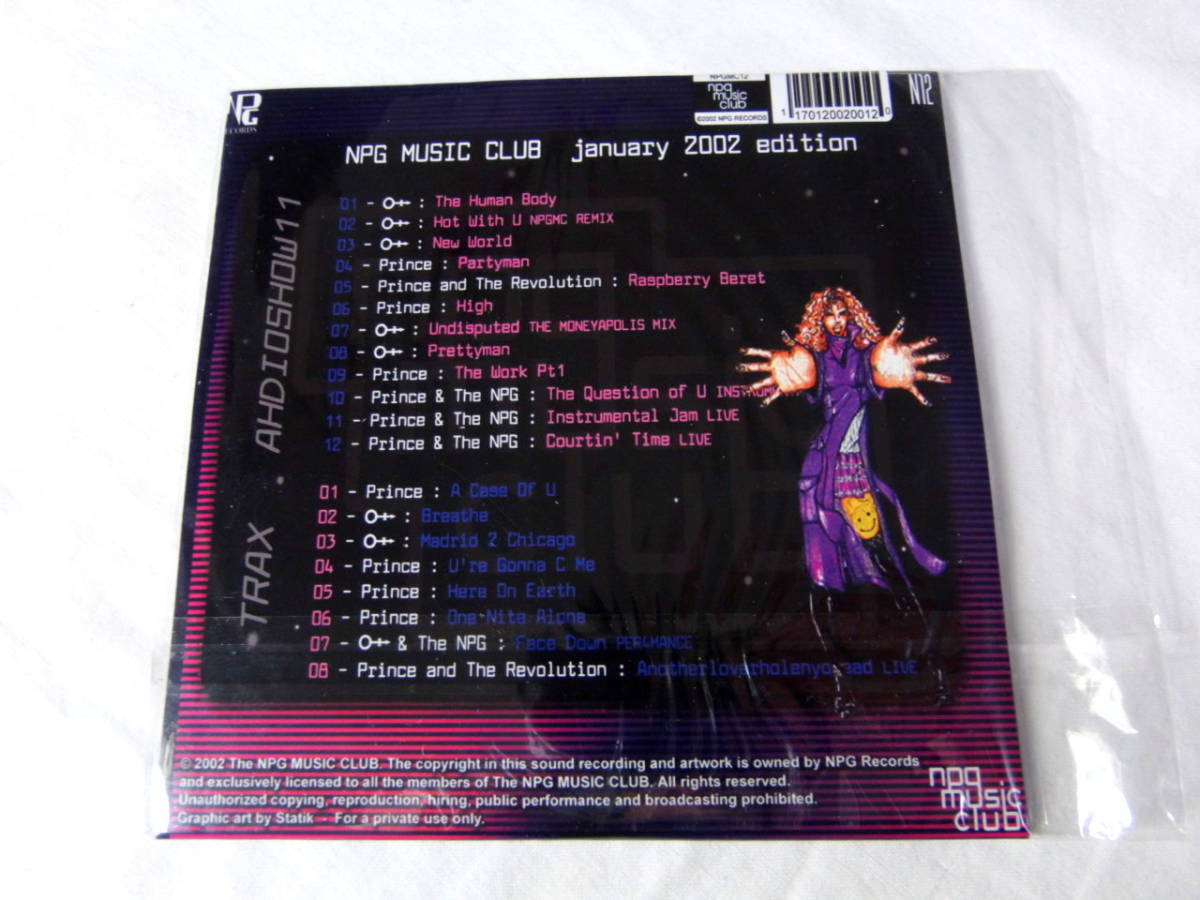 NPG
RECORDS
NPGMC12
npg
music
club
©2002 NPG RECORDS
1 170120020012 0
N12
NPG MUSIC CLUB january 2002 edition
AHDIOSHOW11
01 - O+> : The Human Body
02 - O+> : Hot With U NPGMC REMIX
03 - O+> : New World
04 - Prince : Partyman
05 - Prince and The Revolution : Raspberry Beret
06 - Prince : High
07 - O+> : Undisputed THE MONEYAPOLIS MIX
08 - O+> : Prettyman
09 - Prince : The Work Pt1
10 - Prince & The NPG : The Question of U
11 - Prince & The NPG : Instrumental Jam LIVE
12 - Prince & The NPG : Courtin' Time LIVE
TRAX
01 - Prince : A Case Of U
02 - O+> : Breathe
03 - O+> : Madrid 2 Chicago
04 - Prince : U're Gonna C Me
05 - Prince : Here On Earth
06 - Prince : One Nite Alone
07 - O+> & The NPG : Face Down PER4MANCE
08 - Prince and The Revolution : LIVE
© 2002 The NPG MUSIC CLUB. The copyright in this sound recording and artwork is owned by NPG Records
and exclusively licensed to all the members of The NPG MUSIC CLUB. All rights reserved.
Unauthorized copying, reproduction, hiring, public performance and broadcasting prohibited.
Graphic art by Statik - For a private use only.
npg
music
club